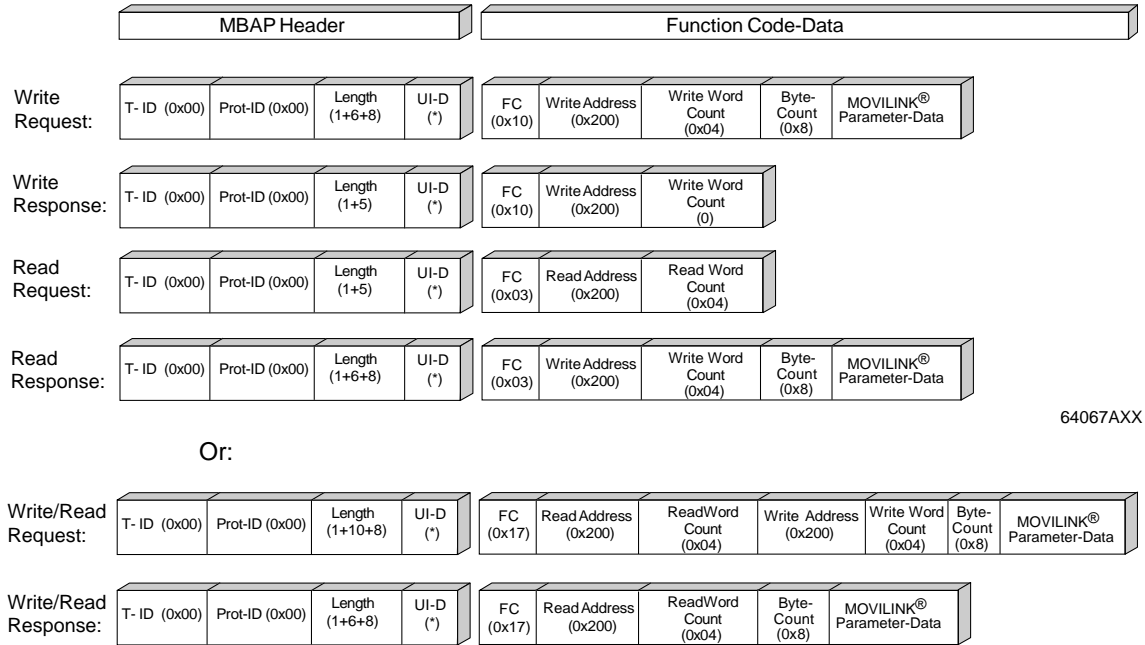 MBAP Header
Function Code-Data
Write
Request:
T- ID (0x00)
Prot-ID (0x00)
Length
(1+6+8)
UI-D
(*)
FC
(0x10)
Write Address
(0x200)
Write Word
Count
(0x04)
Byte-
Count
(0x8)
MOVILINK®
Parameter-Data
Write
Response:
T- ID (0x00)
Prot-ID (0x00)
Length
(1+5)
UI-D
(*)
FC
(0x10)
Write Address
(0x200)
Write Word
Count
(0)
Read
Request:
T- ID (0x00)
Prot-ID (0x00)
Length
(1+5)
UI-D
(*)
FC
(0x03)
Read Address
(0x200)
Read Word
Count
(0x04)
Read
Response:
T- ID (0x00)
Prot-ID (0x00)
Length
(1+6+8)
UI-D
(*)
FC
(0x03)
Write Address
(0x200)
Write Word
Count
(0x04)
Byte-
Count
(0x8)
MOVILINK®
Parameter-Data
64067AXX
Or:
Write/Read
Request:
T- ID (0x00)
Prot-ID (0x00)
Length
(1+10+8)
UI-D
(*)
FC
(0x17)
Read Address
(0x200)
ReadWord
Count
(0x04)
Write Address
(0x200)
Write Word
Count
(0x04)
Byte-
Count
(0x8)
MOVILINK®
Parameter-Data
Write/Read
Response:
T- ID (0x00)
Prot-ID (0x00)
Length
(1+6+8)
UI-D
(*)
FC
(0x17)
Read Address
(0x200)
ReadWord
Count
(0x04)
Byte-
Count
(0x8)
MOVILINK®
Parameter-Data